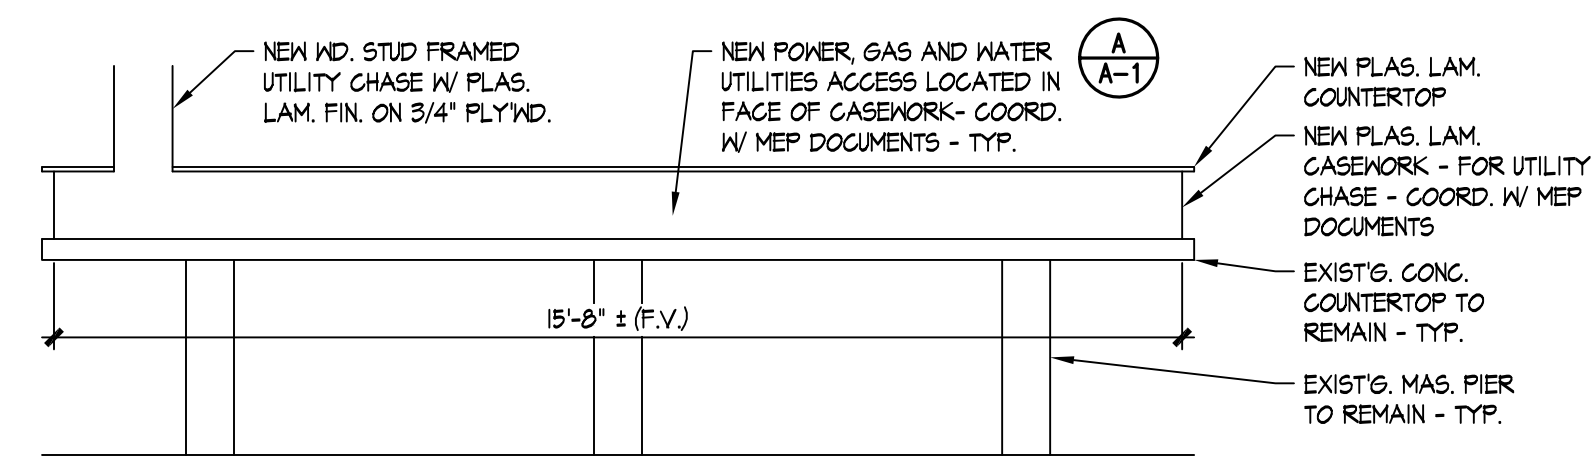 NEW WD. STUD FRAMED
UTILITY CHASE W/ PLAS.
LAM. FIN. ON 3/4" PLY'WD.
NEW POWER, GAS AND WATER
UTILITIES ACCESS LOCATED IN
FACE OF CASEWORK- COORD.
W/ MEP DOCUMENTS - TYP.
A
A-1
NEW PLAS. LAM.
COUNTERTOP
NEW PLAS. LAM.
CASEWORK - FOR UTILITY
CHASE - COORD. W/ MEP
DOCUMENTS
EXIST'G. CONC.
COUNTERTOP TO
REMAIN - TYP.
15'-8" ± (F.V.)
EXIST'G. MAS. PIER
TO REMAIN - TYP.